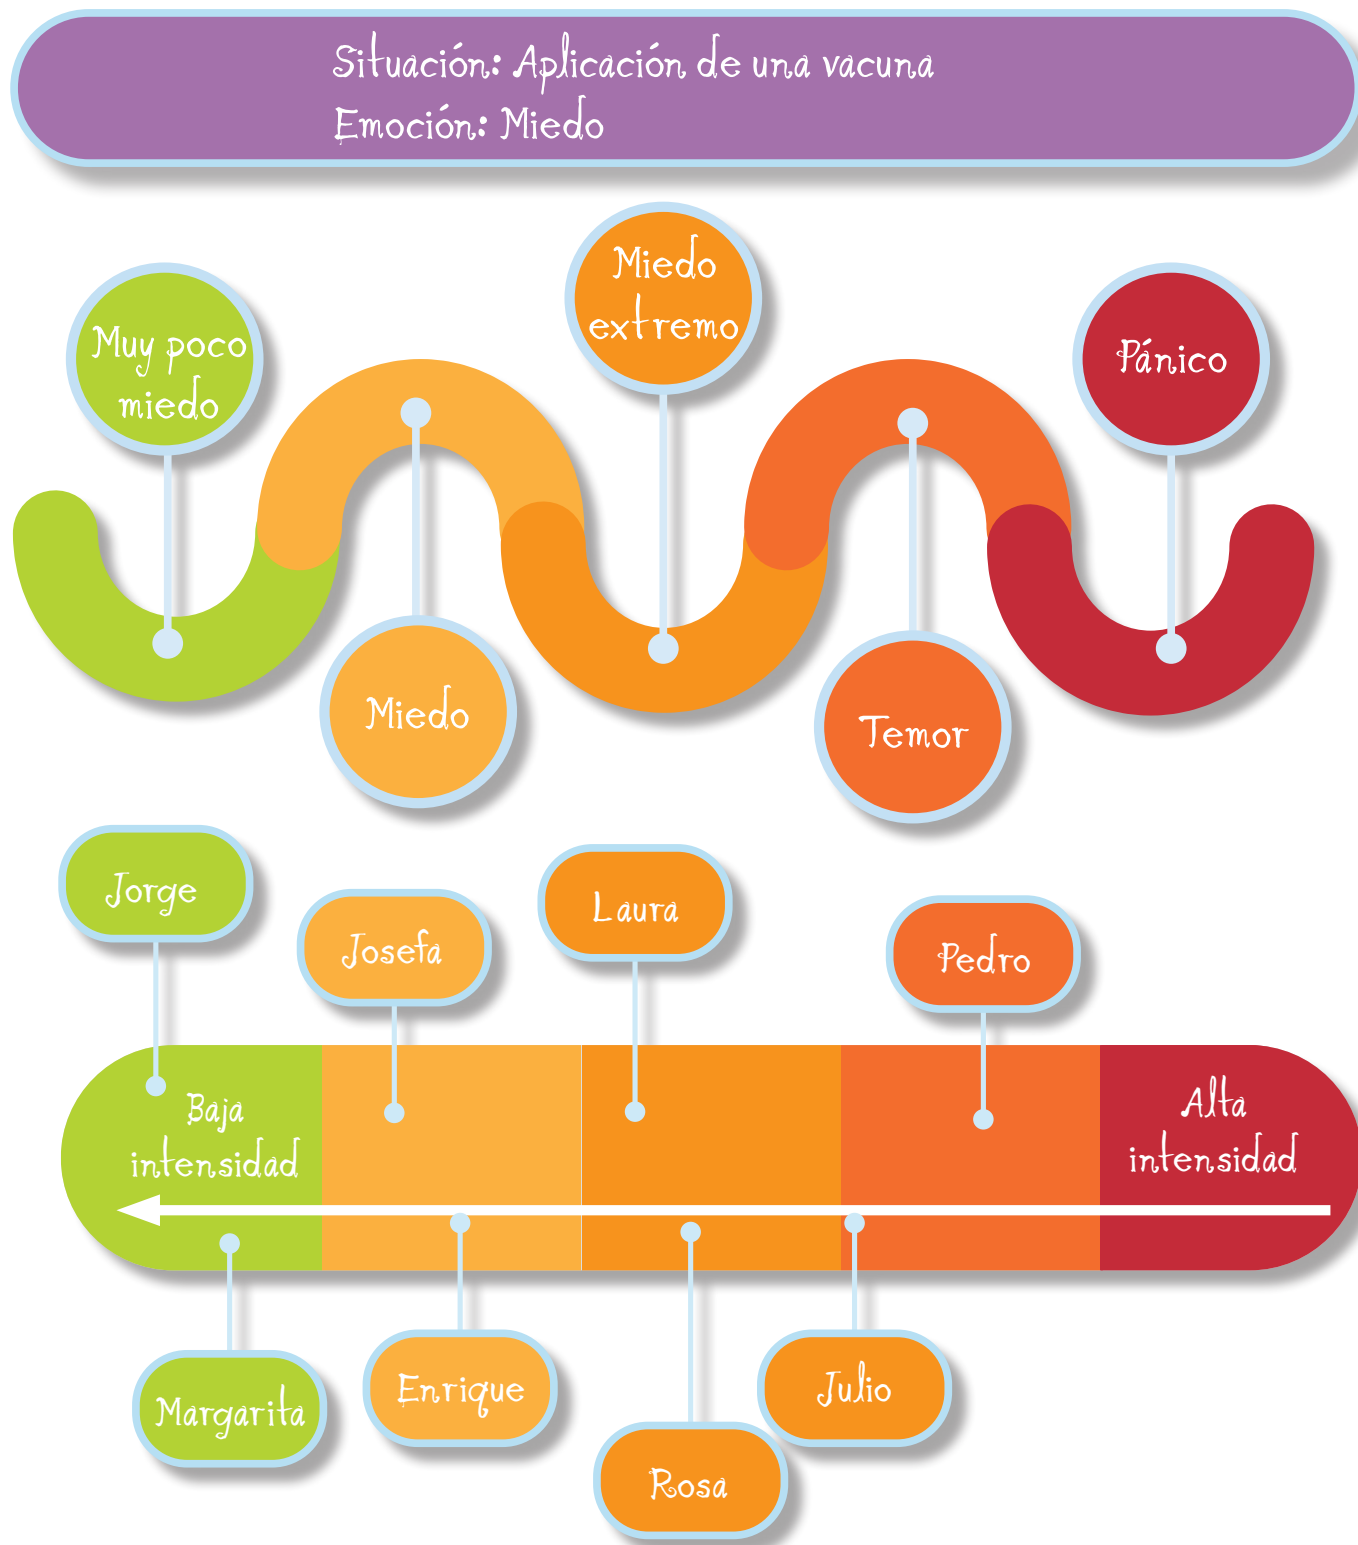 Situación: Aplicación de una vacuna
Emoción: Miedo
Muy poco
miedo
Miedo
extremo
Pánico
Miedo
Temor
Jorge
Josefa
Laura
Pedro
Baja
intensidad
Alta
intensidad
Margarita
Enrique
Rosa
Julio